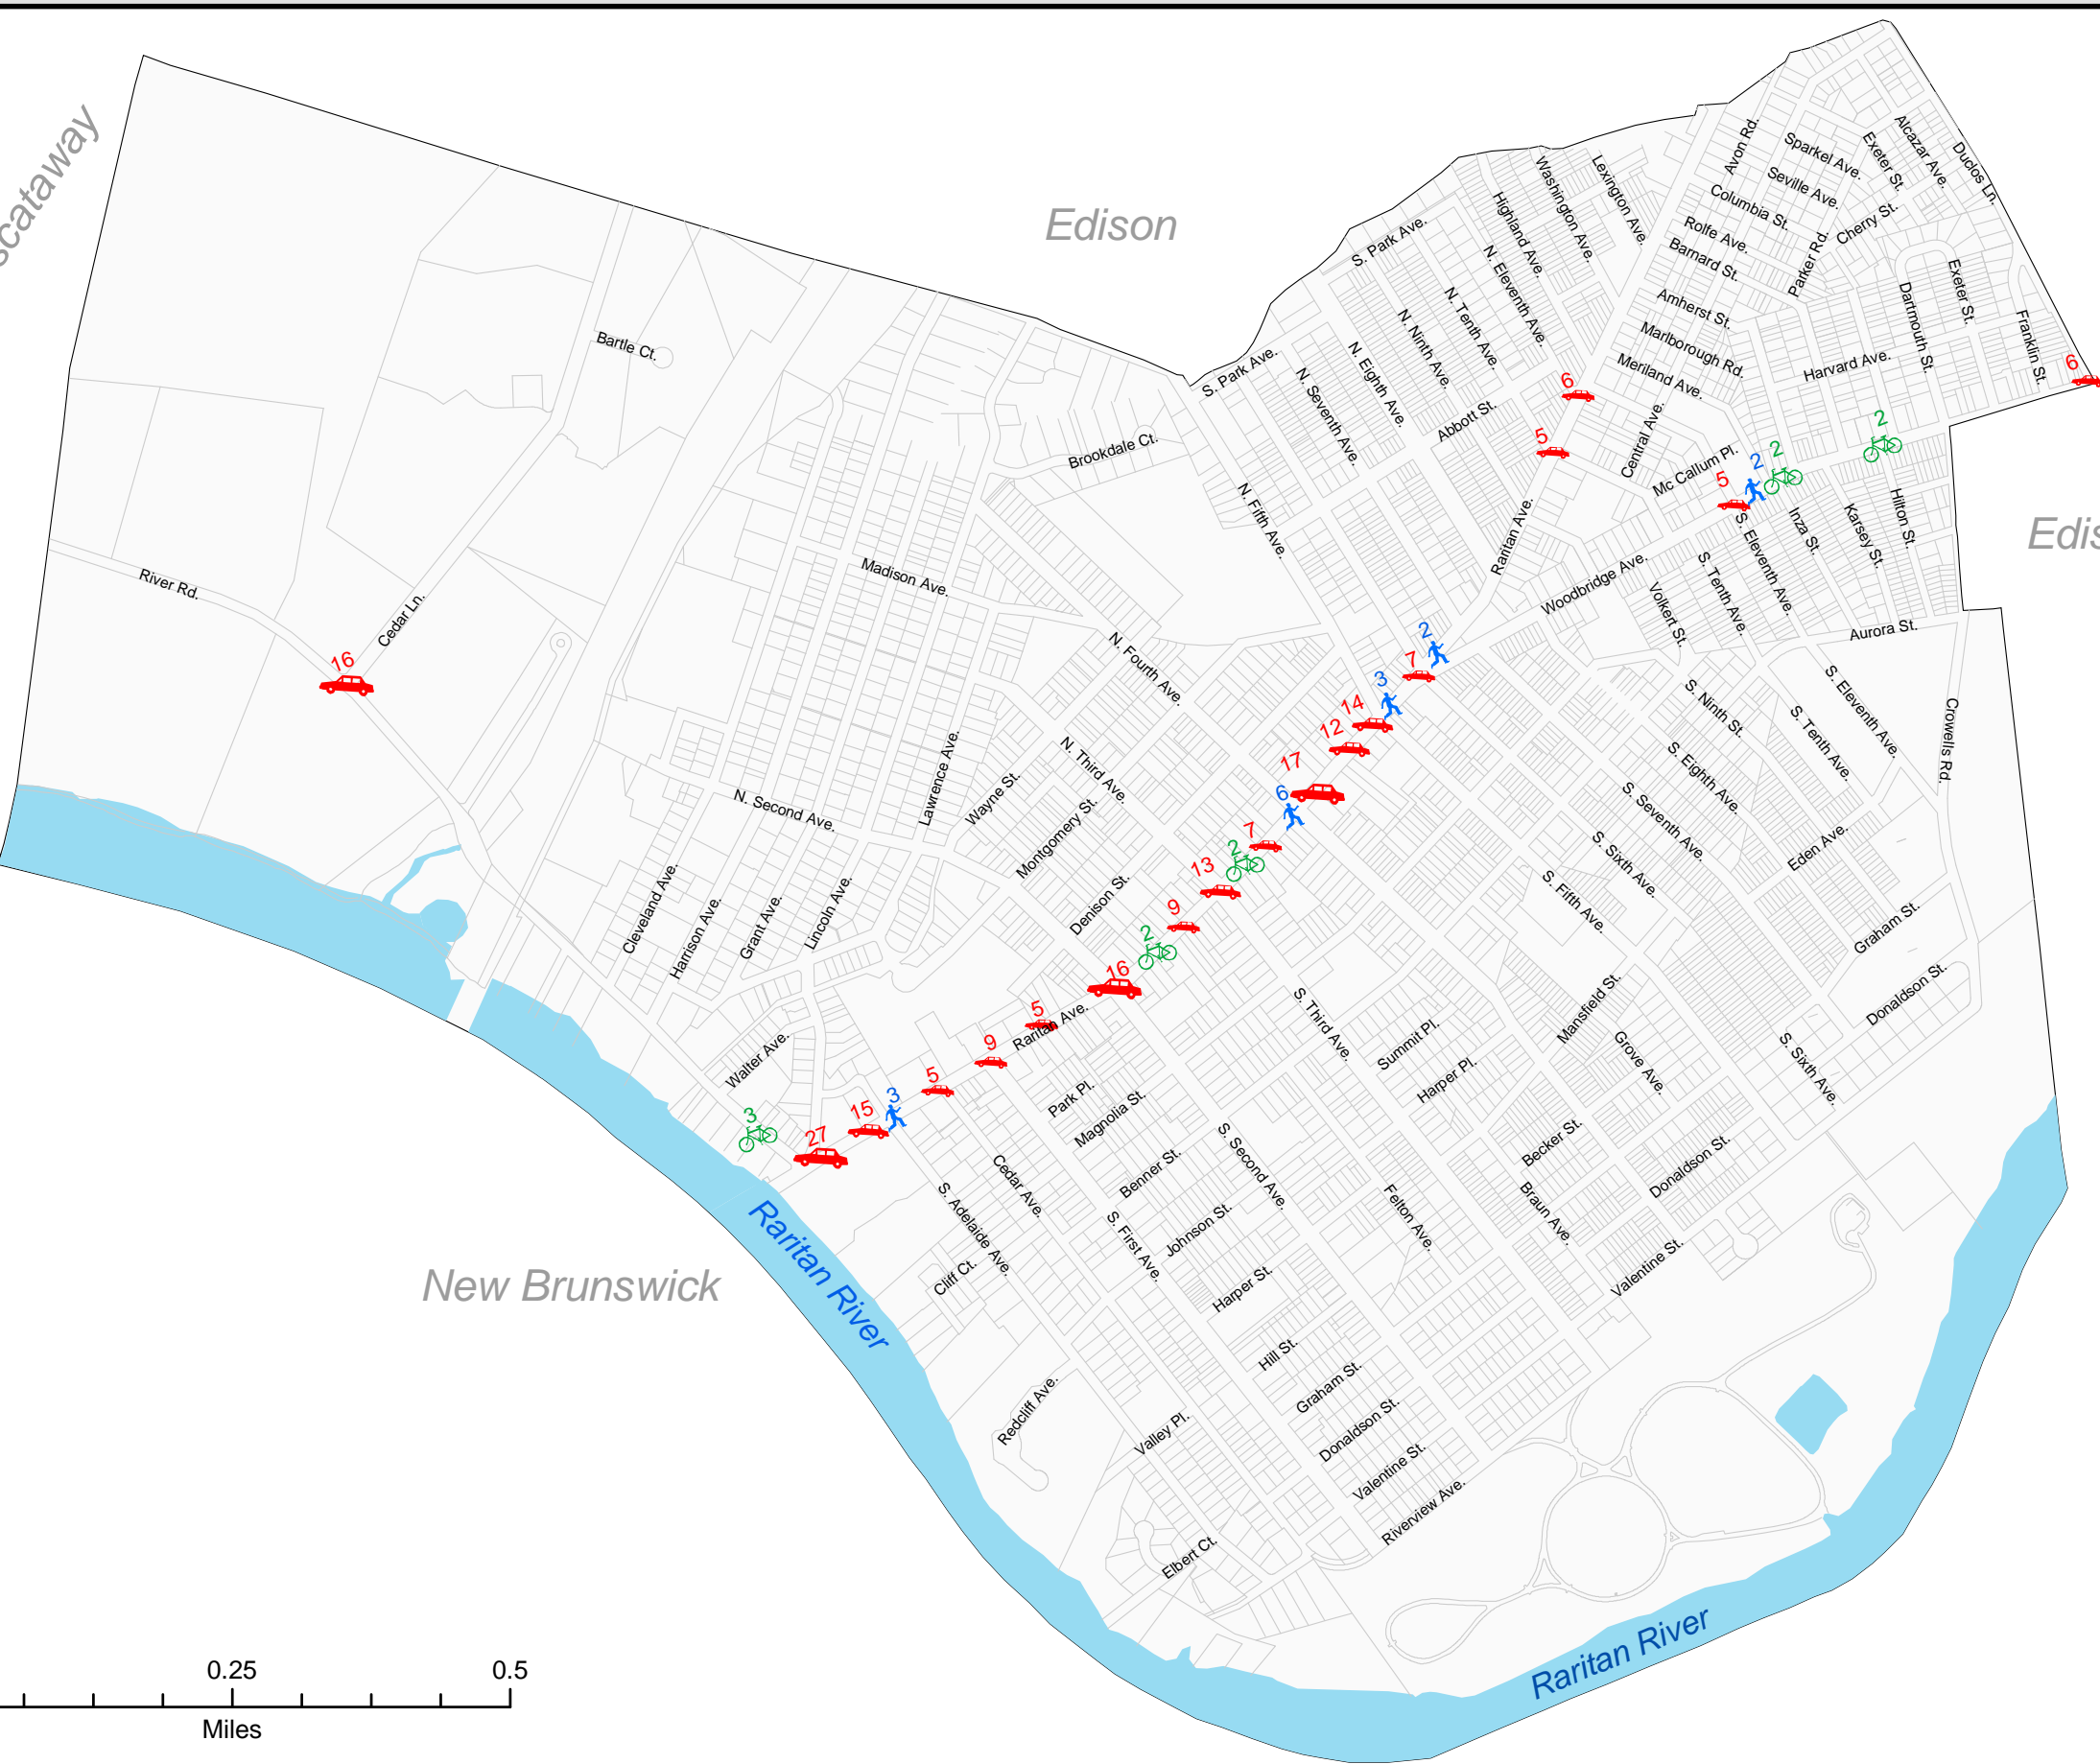 scataway
Edison
Edis
New Brunswick
Raritan River
Raritan River
Avon Rd.
Sparkel Ave.
Exeter St.
Alcazar Ave.
Duclos Ln.
Seville Ave.
Columbia St.
Cherry St.
Rolfe Ave.
Barnard St.
Parker Rd.
Lexington Ave.
Washington Ave.
Highland Ave.
S. Park Ave.
N. Eleventh Ave.
N. Tenth Ave.
N. Ninth Ave.
N. Eighth Ave.
S. Park Ave.
N. Seventh Ave.
Amherst St.
Marlborough Rd.
Meriland Ave.
Harvard Ave.
Dartmouth St.
Exeter St.
Franklin St.
6
6
5
Abbott St.
Central Ave.
Mc Callum Pl.
5
2
2
2
Bartle Ct.
Brookdale Ct.
N. Fifth Ave.
Raritan Ave.
Woodbridge Ave.
S. Eleventh Ave.
Inza St.
Karsey St.
Hilton St.
S. Tenth Ave.
Volkert St.
Aurora St.
River Rd.
Cedar Ln.
16
Madison Ave.
N. Fourth Ave.
2
7
3
14
12
17
6
7
2
13
9
2
16
5
9
5
3
15
27
3
S. Ninth St.
S. Tenth Ave.
S. Eleventh Ave.
Crowells Rd.
S. Eighth Ave.
S. Seventh Ave.
S. Sixth Ave.
S. Fifth Ave.
Eden Ave.
Graham St.
Donaldson St.
N. Third Ave.
N. Second Ave.
Lawrence Ave.
Wayne St.
Montgomery St.
Denison St.
Cleveland Ave.
Harrison Ave.
Grant Ave.
Lincoln Ave.
Walter Ave.
Raritan Ave.
S. Third Ave.
Summit Pl.
Harper Pl.
Mansfield St.
Grove Ave.
S. Sixth Ave.
Park Pl.
Magnolia St.
Benner St.
Cedar Ave.
S. Adelaide Ave.
S. First Ave.
Johnson St.
S. Second Ave.
Harper St.
Felton Ave.
Becker St.
Braun Ave.
Donaldson St.
Valentine St.
Cliff Ct.
Redcliff Ave.
Hill St.
Graham St.
Donaldson St.
Valentine St.
Riverview Ave.
Valley Pl.
Elbert Ct.
0.25
0.5
Miles